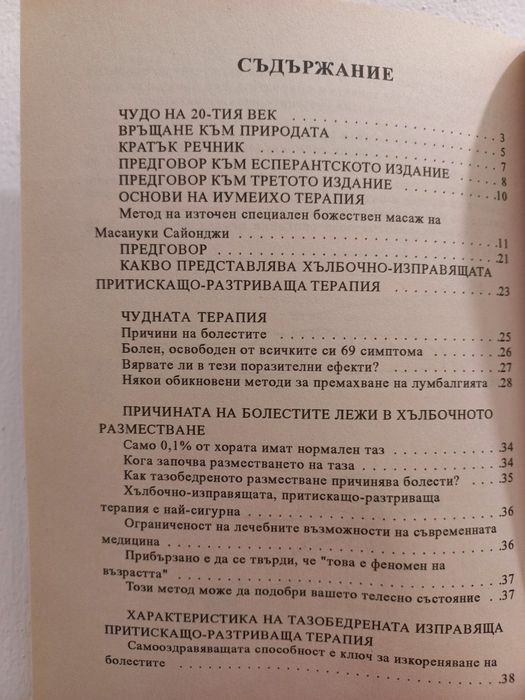 СЪДЪРЖАНИЕ
ЧУДО НА 20-ТИЯ ВЕК . . . . . . . . . . . . . . . . . . . 3
ВРЪЩАНЕ КЪМ ПРИРОДАТА . . . . . . . . . . . . . . 5
КРАТЪК РЕЧНИК . . . . . . . . . . . . . . . . . . . . . 7
ПРЕДГОВОР КЪМ ЕСПЕРАНТСКОТО ИЗДАНИЕ . . . . 8
ПРЕДГОВОР КЪМ ТРЕТОТО ИЗДАНИЕ . . . . . . . . .10
ОСНОВИ НА ИУМЕИХО ТЕРАПИЯ
Метод на източен специален божествен масаж на
Масаиуки Сайонджи . . . . . . . . . . . . . . . . . . . .11
ПРЕДГОВОР . . . . . . . . . . . . . . . . . . . . . . . .21
КАКВО ПРЕДСТАВЛЯВА ХЪЛБОЧНО-ИЗПРАВЯЩАТА
ПРИТИСКАЩО-РАЗТРИВАЩА ТЕРАПИЯ . . . . . . . . .23
ЧУДНАТА ТЕРАПИЯ
Причини на болестите . . . . . . . . . . . . . . . . . . .25
Болен, освободен от всичките си 69 симптома . . . . . .26
Вярвате ли в тези поразителни ефекти? . . . . . . . . . .27
Някои обикновени методи за премахване на лумбалгията .28
ПРИЧИНАТА НА БОЛЕСТИТЕ ЛЕЖИ В ХЪЛБОЧНОТО
РАЗМЕСТВАНЕ
Само 0,1% от хората имат нормален таз . . . . . . . . .34
Кога започва разместването на таза . . . . . . . . . . . .34
Как тазобедреното разместване причинява болести? . . .35
Хълбочно-изправящата, притискащо-разтриваща
терапия е най-сигурна . . . . . . . . . . . . . . . . . . .36
Ограниченост на лечебните възможности на съвременната
медицина . . . . . . . . . . . . . . . . . . . . . . . . . .36
Прибързано е да се твърди, че "това е феномен на
възрастта" . . . . . . . . . . . . . . . . . . . . . . . . .37
Този метод може да подобри вашето телесно състояние . .37
ХАРАКТЕРИСТИКА НА ТАЗОБЕДРЕНАТА ИЗПРАВЯЩА
ПРИТИСКАЩО-РАЗТРИВАЩА ТЕРАПИЯ
Самооздравяващата способност е ключ за изкореняване на
болестите . . . . . . . . . . . . . . . . . . . . . . . . .38